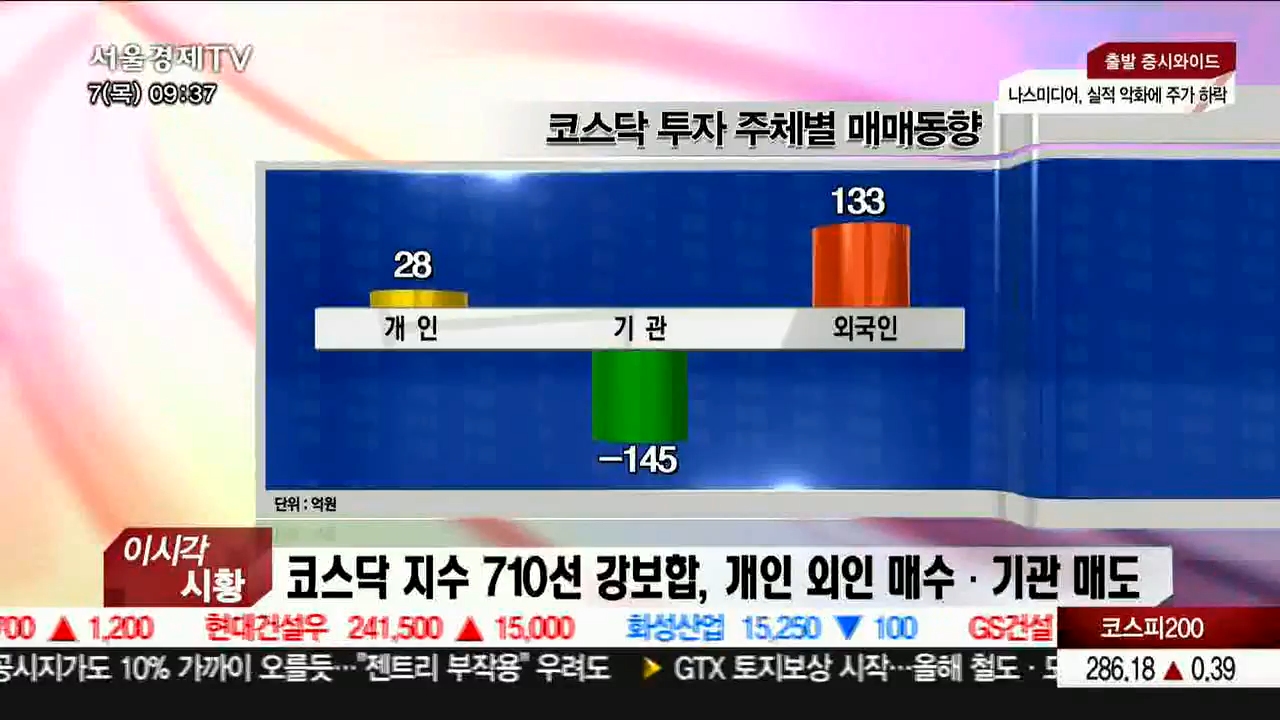 서울경제TV
7(목) 09:37
출발 증시와이드
나스미디어, 실적 악화에 주가 하락
코스닥 투자 주체별 매매동향
28
133
개 인
기 관
외국인
-145
단위 : 억원
이시각
시황
코스닥 지수 710선 강보합, 개인 외인 매수 · 기관 매도
700 ▲ 1,200 현대건설우 241,500 ▲ 15,000 화성산업 15,250 ▼ 100 GS건설
코스피200
공시지가도 10% 가까이 오를듯…"젠트리 부작용" 우려도 ▶ GTX 토지보상 시작…올해 철도 ·
286.18 ▲ 0.39